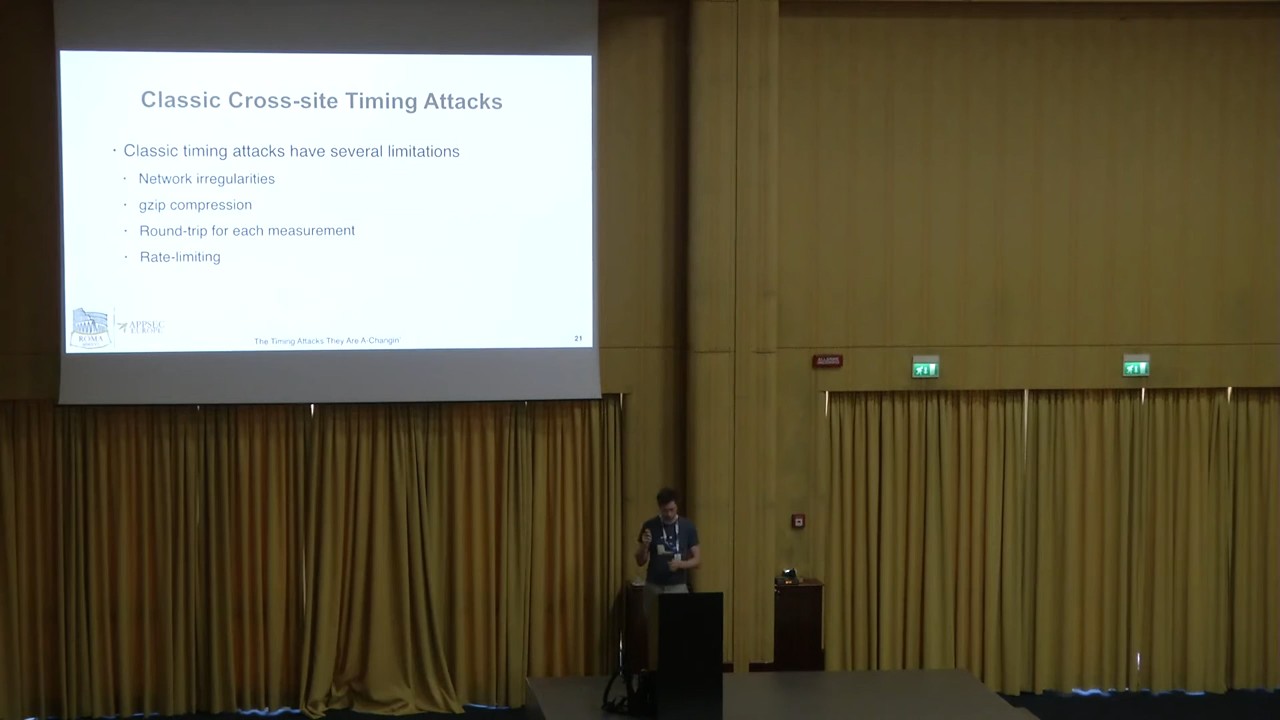 Classic Cross-site Timing Attacks
· Classic timing attacks have several limitations
· Network irregularities
· gzip compression
· Round-trip for each measurement
· Rate-limiting
ROMA
APPSEC
EUROPE
The Timing Attacks They Are A-Changin'
21